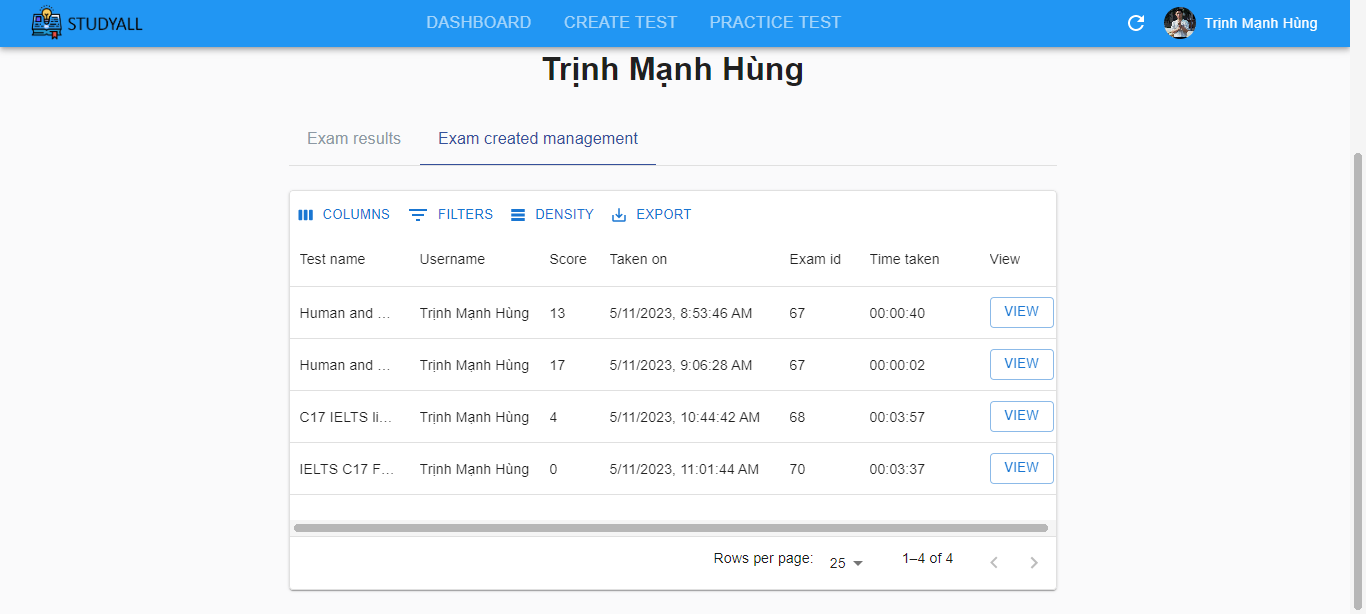 STUDYALL DASHBOARD CREATE TEST PRACTICE TEST Trịnh Mạnh Hùng
Trịnh Mạnh Hùng
Exam results Exam created management
COLUMNS FILTERS DENSITY EXPORT
Test name Username Score Taken on Exam id Time taken View
Human and ... Trịnh Mạnh Hùng 13 5/11/2023, 8:53:46 AM 67 00:00:40 VIEW
Human and ... Trịnh Mạnh Hùng 17 5/11/2023, 9:06:28 AM 67 00:00:02 VIEW
C17 IELTS li... Trịnh Mạnh Hùng 4 5/11/2023, 10:44:42 AM 68 00:03:57 VIEW
IELTS C17 F... Trịnh Mạnh Hùng 0 5/11/2023, 11:01:44 AM 70 00:03:37 VIEW
Rows per page: 25 1–4 of 4